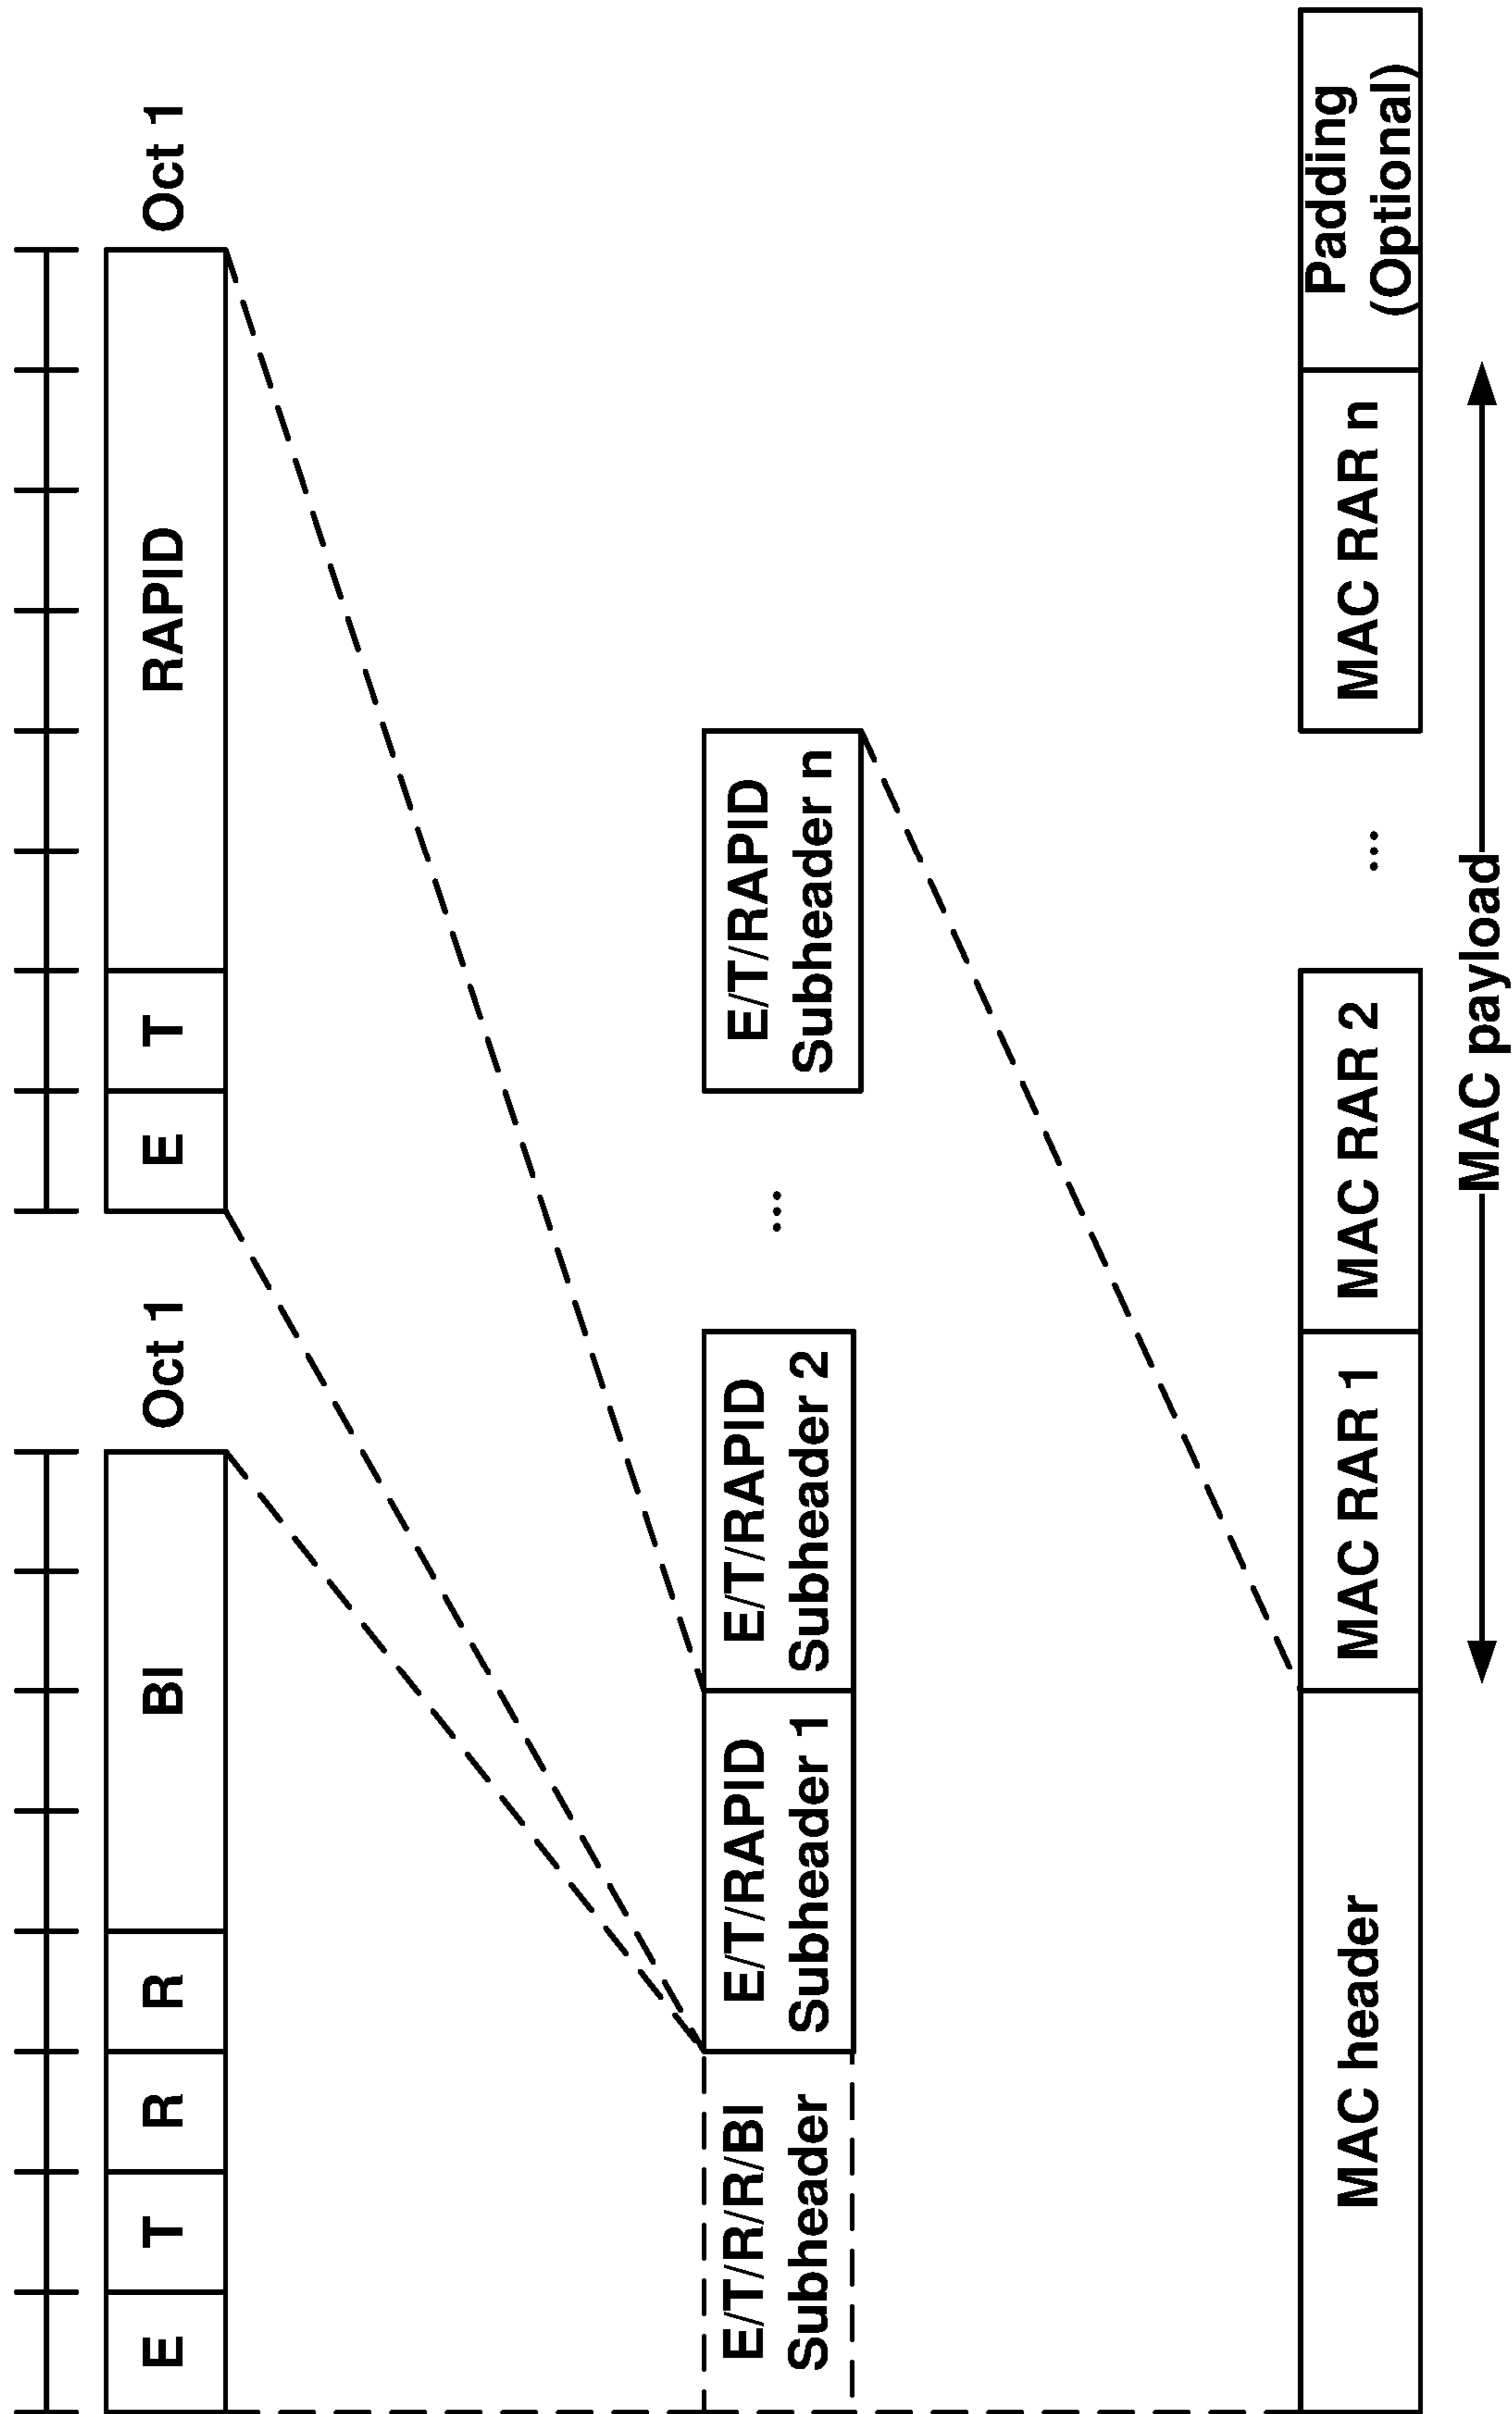 E
T
R
R
BI
Oct 1
E
T
RAPID
Oct 1
E/T/R/R/BI
Subheader
E/T/RAPID
Subheader 1
E/T/RAPID
Subheader 2
...
E/T/RAPID
Subheader n
MAC header
MAC RAR 1
MAC RAR 2
...
MAC RAR n
Padding
(Optional)
MAC payload